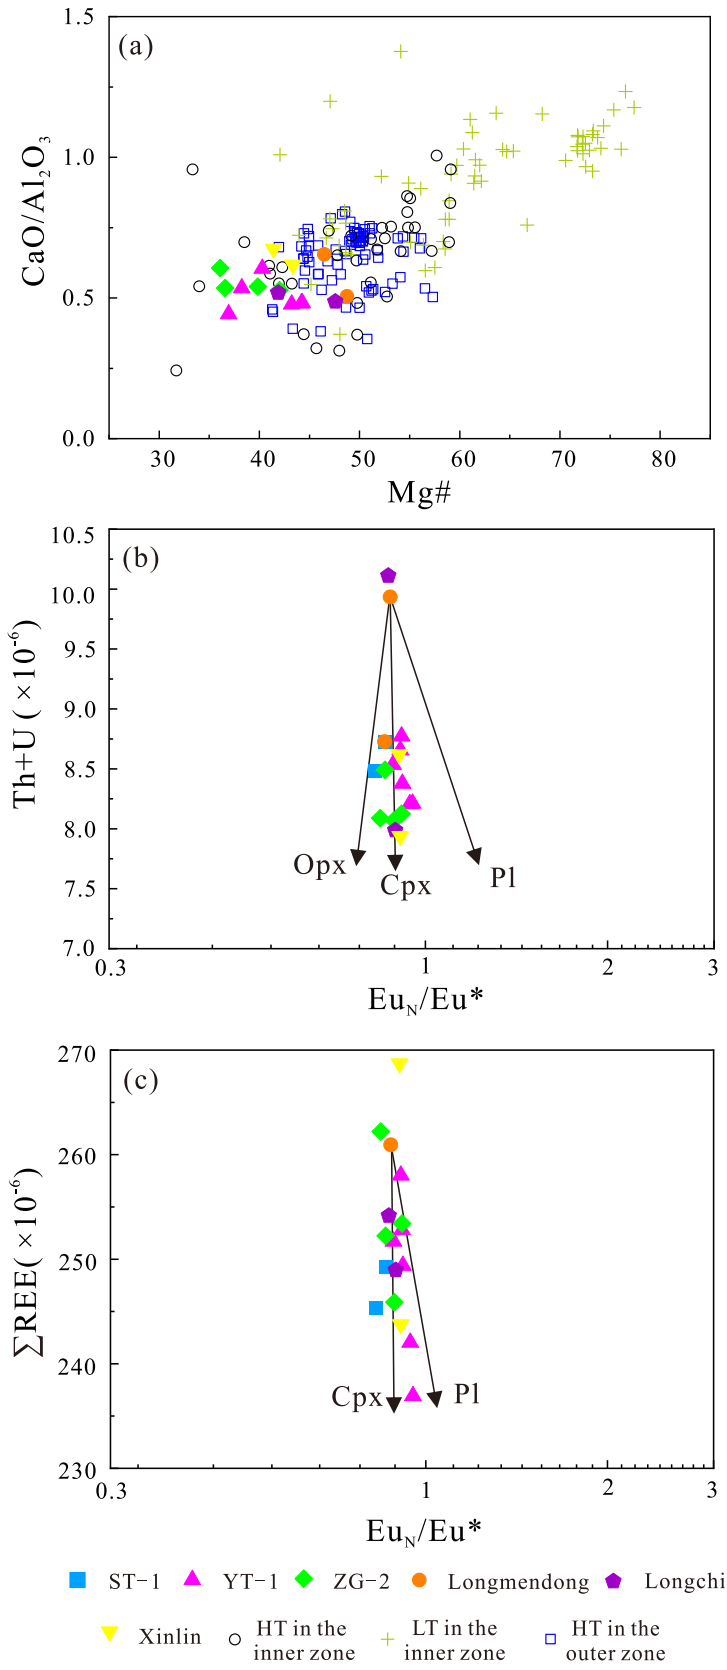 (a)
1.5
1.0
0.5
0.0
CaO/Al₂O₃
30 40 50 60 70 80
Mg#
(b)
10.5
10.0
9.5
9.0
8.5
8.0
7.5
7.0
Th+U ( ×10⁻⁶)
Opx
Cpx
Pl
0.3 1 2 3
Eu_N/Eu*
(c)
270
260
250
240
230
∑REE( ×10⁻⁶)
Cpx
Pl
0.3 1 2 3
Eu_N/Eu*
ST−1 YT−1 ZG−2 Longmendong Longchi
Xinlin
HT in the
inner zone
LT in the
inner zone
HT in the
outer zone